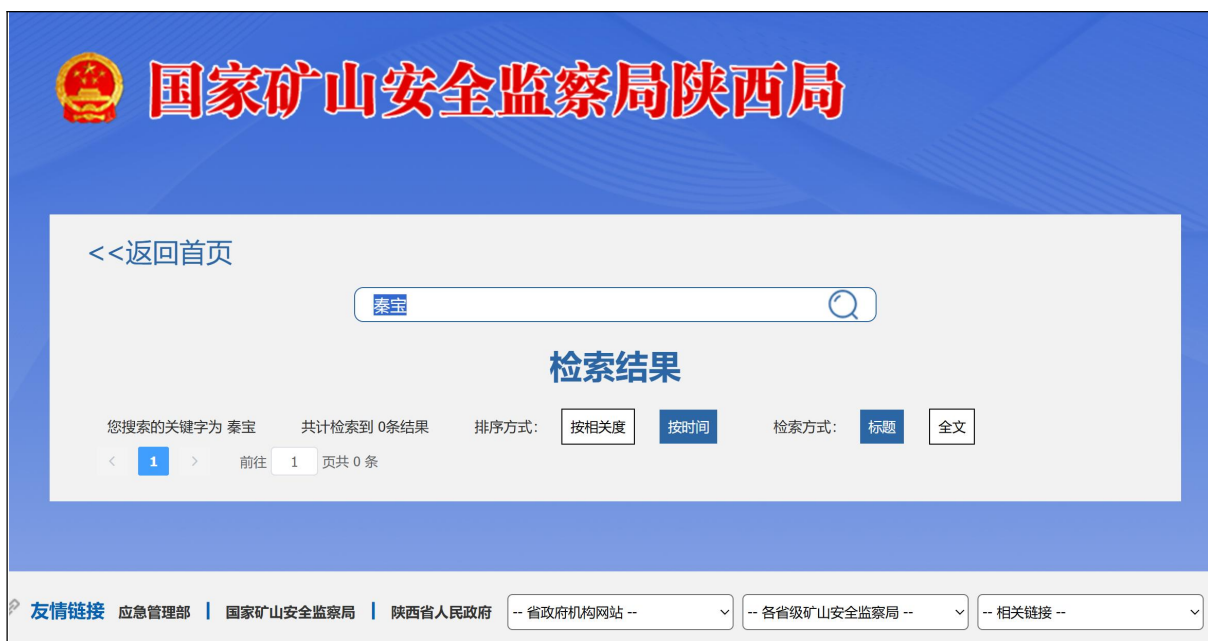 国家矿山安全监察局陕西局
<<返回首页
秦宝
检索结果
您搜索的关键字为 秦宝 共计检索到 0条结果 排序方式: 按相关度 按时间 检索方式: 标题 全文
< 1 > 前往 1 页共 0 条
友情链接 应急管理部 | 国家矿山安全监察局 | 陕西省人民政府 -- 省政府机构网站 -- -- 各省级矿山安全监察局 -- -- 相关链接 --